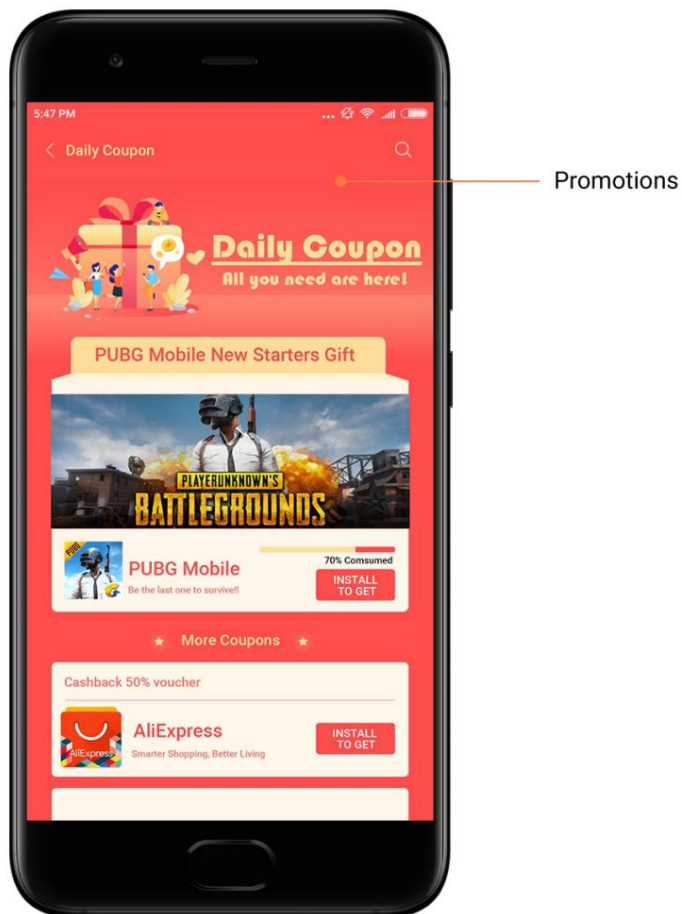 5:47 PM
Daily Coupon
Promotions
Daily Coupon
All you need are here!
PUBG Mobile New Starters Gift
PLAYERUNKNOWN'S
BATTLEGROUNDS
PUBG
PUBG Mobile
Be the last one to survive!!
70% Comsumed
INSTALL
TO GET
More Coupons
Cashback 50% voucher
AliExpress
AliExpress
Smarter Shopping, Better Living
INSTALL
TO GET